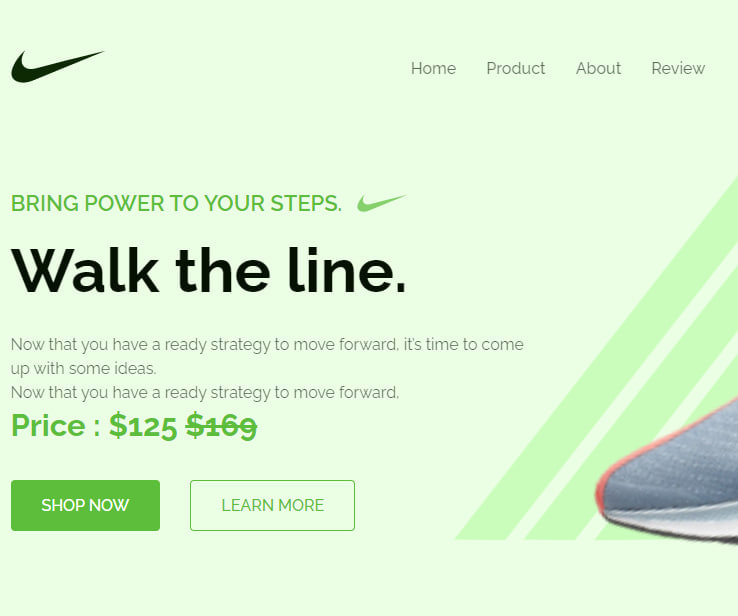 Home Product About Review
BRING POWER TO YOUR STEPS.
Walk the line.
Now that you have a ready strategy to move forward, it's time to come
up with some ideas.
Now that you have a ready strategy to move forward.
Price : $125 $169
SHOP NOW LEARN MORE